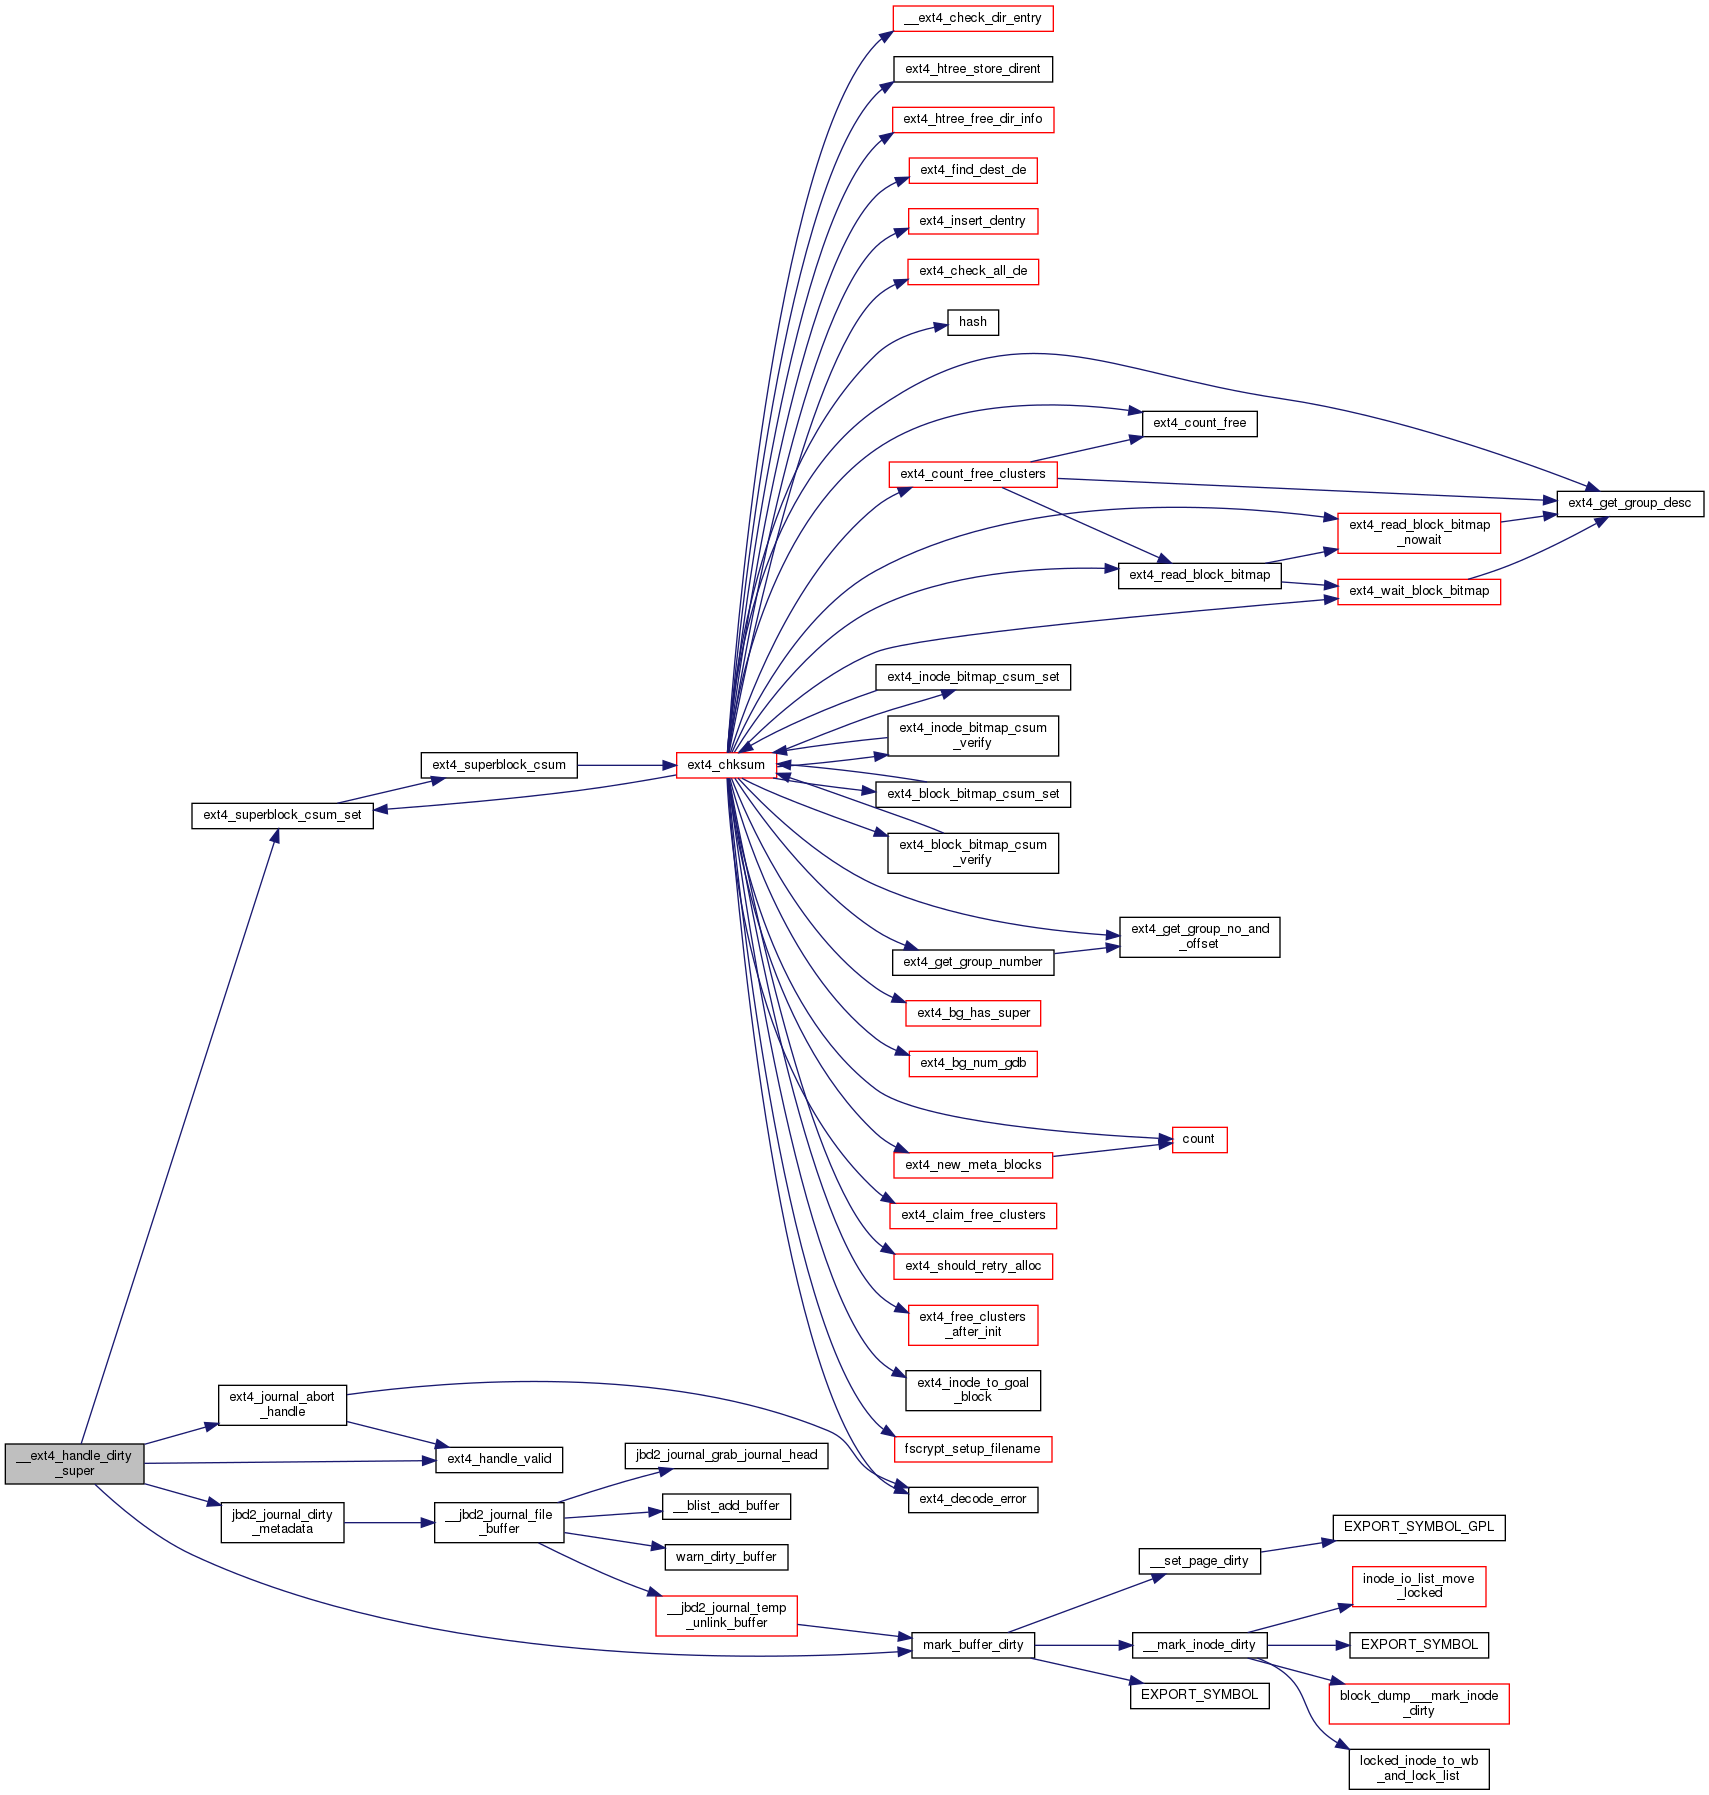 __ext4_check_dir_entry
ext4_htree_store_dirent
ext4_htree_free_dir_info
ext4_find_dest_de
ext4_insert_dentry
ext4_check_all_de
hash
ext4_count_free
ext4_count_free_clusters
ext4_get_group_desc
ext4_read_block_bitmap
_nowait
ext4_read_block_bitmap
ext4_wait_block_bitmap
ext4_inode_bitmap_csum_set
ext4_inode_bitmap_csum
_verify
ext4_superblock_csum
ext4_chksum
ext4_block_bitmap_csum_set
ext4_superblock_csum_set
ext4_block_bitmap_csum
_verify
ext4_get_group_no_and
_offset
ext4_get_group_number
ext4_bg_has_super
ext4_bg_num_gdb
count
ext4_new_meta_blocks
ext4_claim_free_clusters
ext4_should_retry_alloc
ext4_free_clusters
_after_init
ext4_inode_to_goal
_block
ext4_journal_abort
_handle
fscrypt_setup_filename
__ext4_handle_dirty
_super
ext4_handle_valid
jbd2_journal_grab_journal_head
ext4_decode_error
jbd2_journal_dirty
_metadata
__jbd2_journal_file
_buffer
__blist_add_buffer
warn_dirty_buffer
EXPORT_SYMBOL_GPL
__set_page_dirty
inode_io_list_move
_locked
__jbd2_journal_temp
_unlink_buffer
mark_buffer_dirty
__mark_inode_dirty
EXPORT_SYMBOL
EXPORT_SYMBOL
block_dump___mark_inode
_dirty
locked_inode_to_wb
_and_lock_list